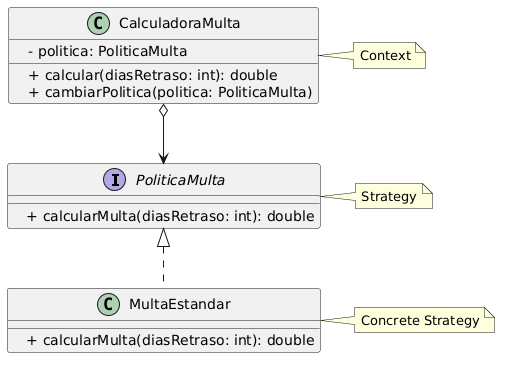 C CalculadoraMulta
- politica: PoliticaMulta
+ calcular(diasRetraso: int): double
+ cambiarPolitica(politica: PoliticaMulta)
Context
I PoliticaMulta
+ calcularMulta(diasRetraso: int): double
Strategy
C MultaEstandar
+ calcularMulta(diasRetraso: int): double
Concrete Strategy